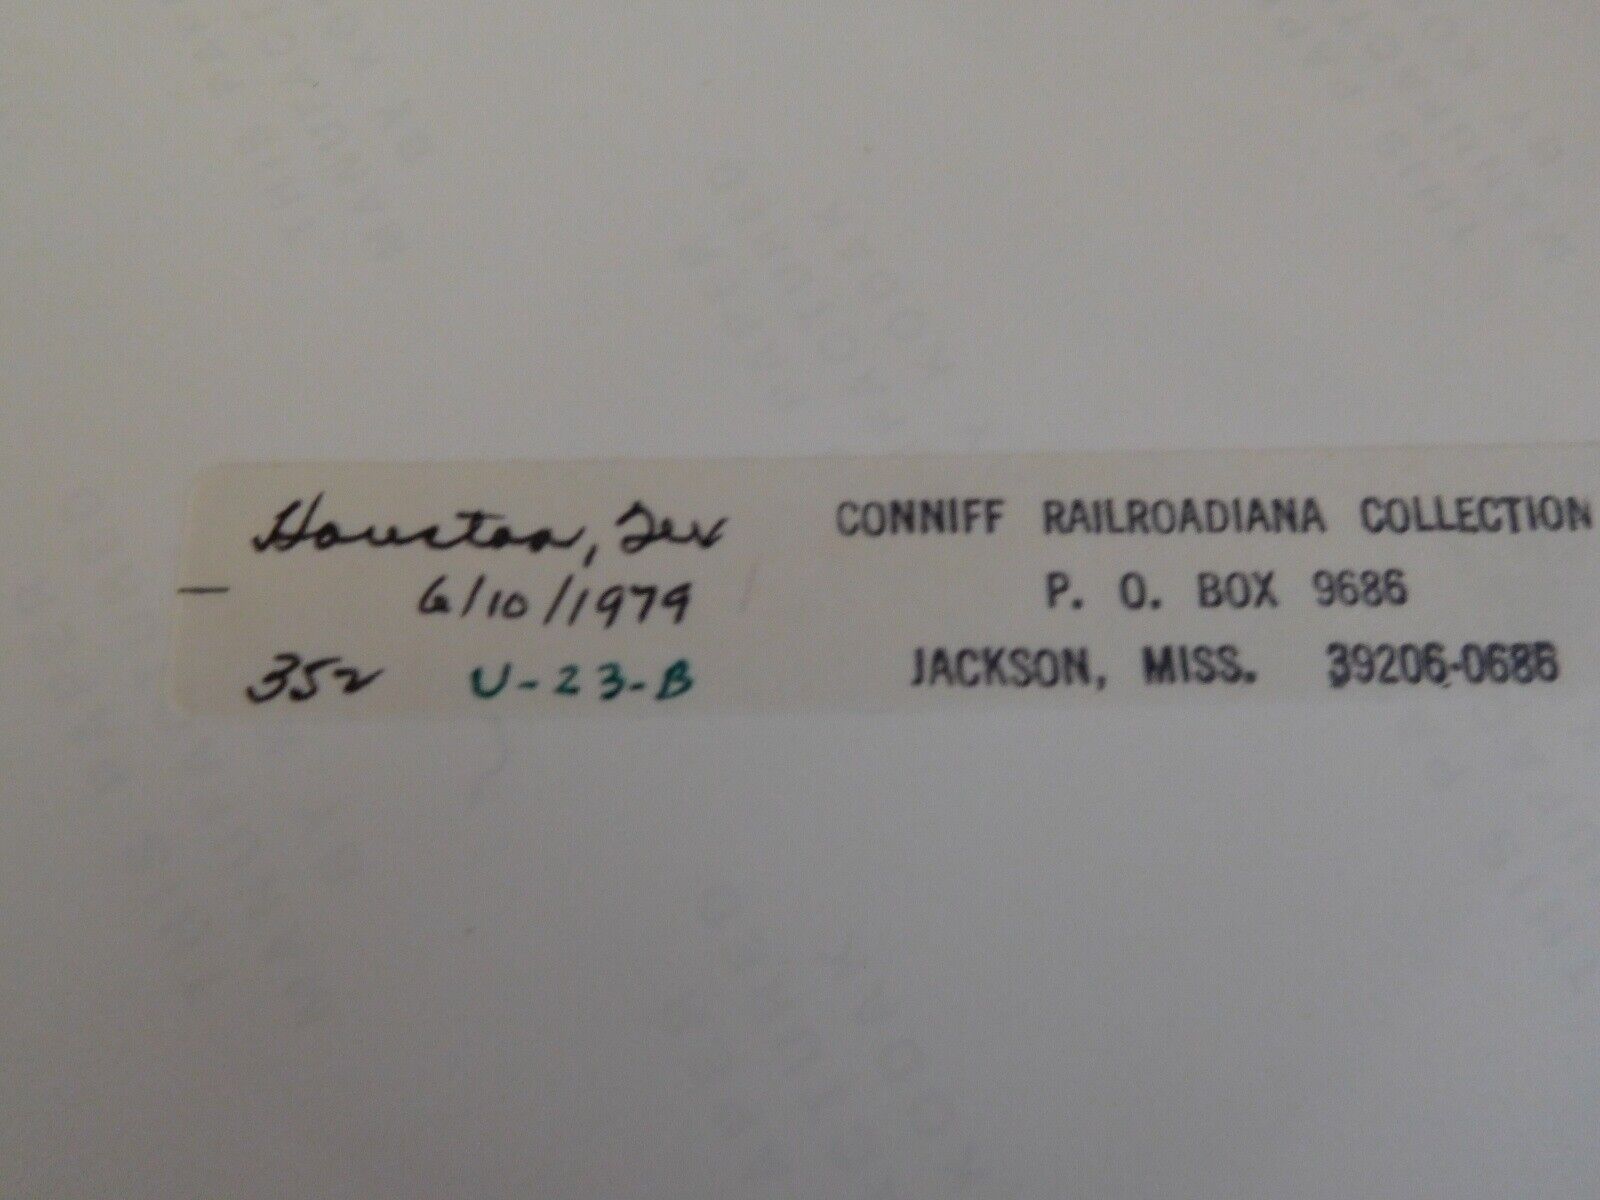 Houston, Tex
6/10/1979
352 U-23-B
CONNIFF RAILROADIANA COLLECTION
P. O. BOX 9686
JACKSON, MISS. 39206-0686